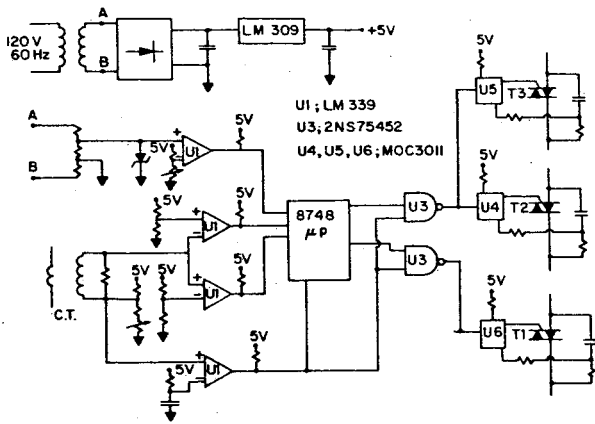 A
120 V
60 Hz
B
LM 309
+5V
U1; LM 339
U3; 2NS75452
U4, U5, U6; MOC3011
A
B
5V
+
-
U1
5V
5V
+
-
U1
5V
C.T.
5V
5V
+
-
U1
5V
5V
+
-
U1
5V
8748
μP
U3
U3
5V
U5
T3
5V
U4
T2
5V
U6
T1